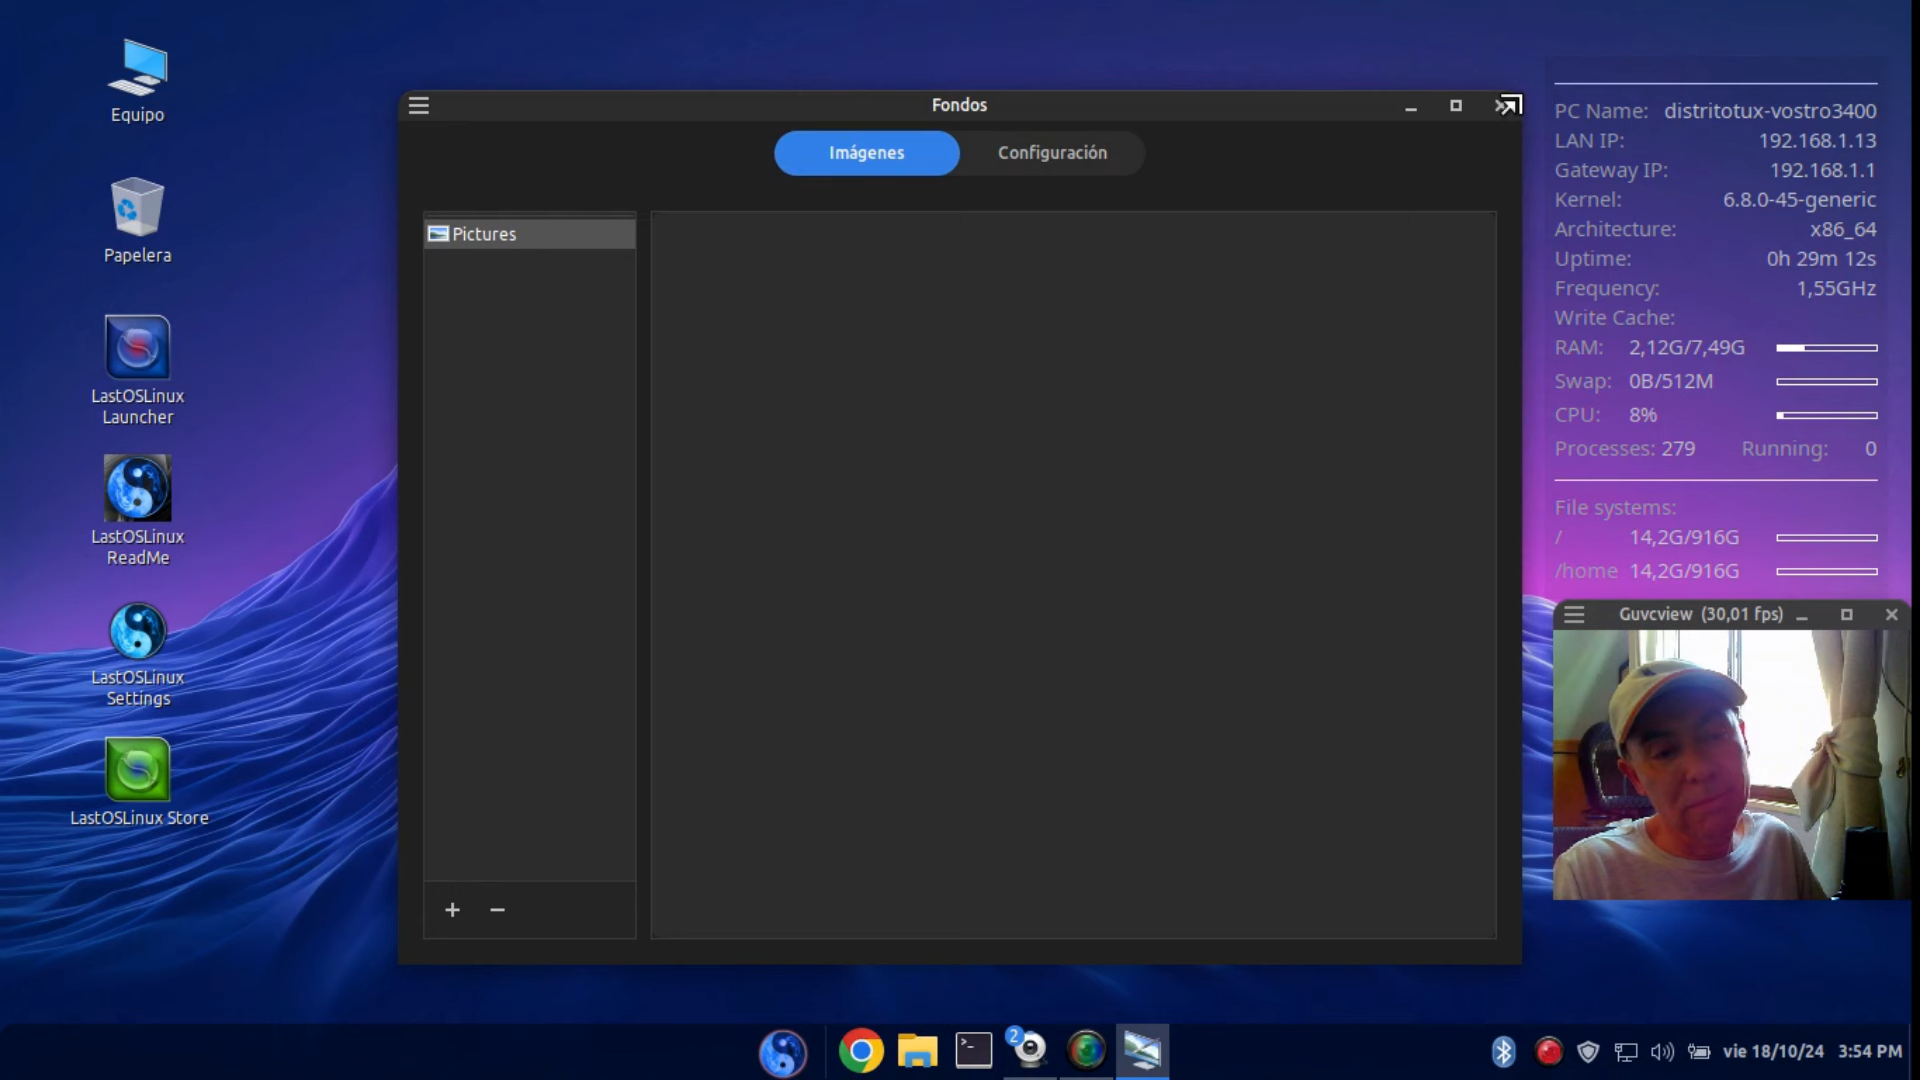 Equipo
Papelera
LastOSLinux
Launcher
LastOSLinux
ReadMe
LastOSLinux
Settings
LastOSLinux Store
Fondos
Imágenes
Configuración
Pictures
PC Name: distritotux-vostro3400
LAN IP: 192.168.1.13
Gateway IP: 192.168.1.1
Kernel: 6.8.0-45-generic
Architecture: x86_64
Uptime: 0h 29m 12s
Frequency: 1,55GHz
Write Cache:
RAM: 2,12G/7,49G
Swap: 0B/512M
CPU: 8%
Processes: 279 Running: 0
File systems:
/ 14,2G/916G
/home 14,2G/916G
Guvcview (30,01 fps)
2
vie 18/10/24 3:54 PM